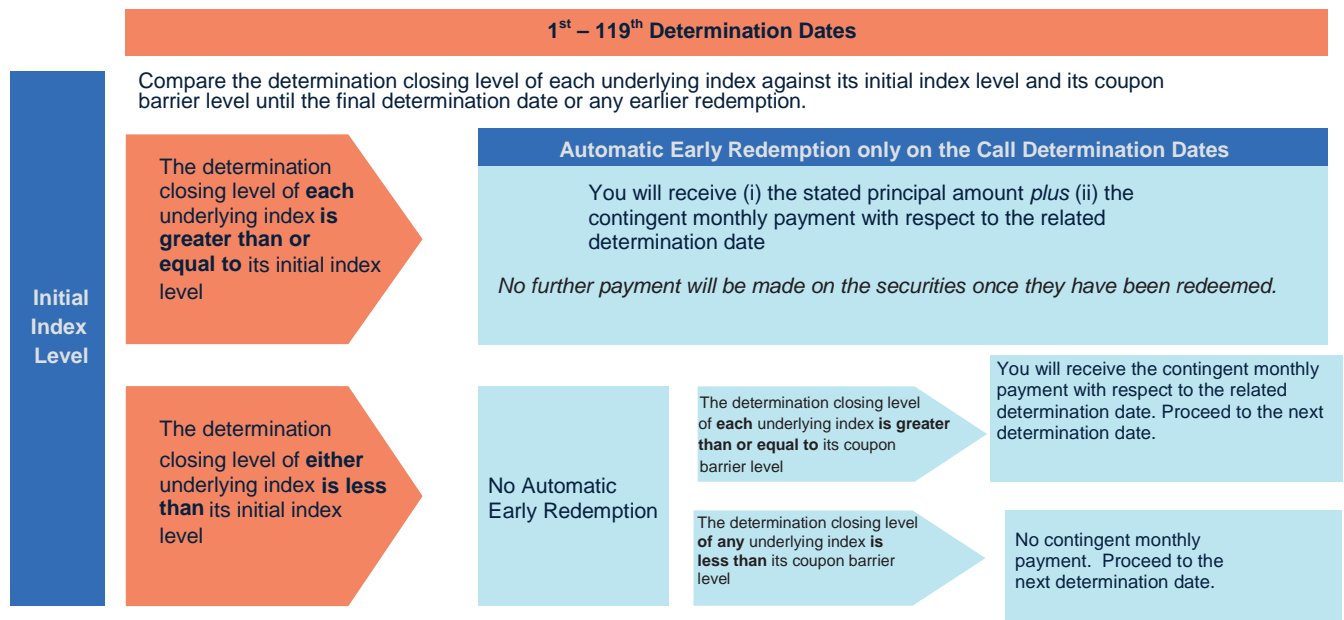 1st – 119th Determination Dates
Compare the determination closing level of each underlying index against its initial index level and its coupon
barrier level until the final determination date or any earlier redemption.
Initial
Index
Level
The determination
closing level of each
underlying index is
greater than or
equal to its initial index
level
Automatic Early Redemption only on the Call Determination Dates
You will receive (i) the stated principal amount plus (ii) the
contingent monthly payment with respect to the related
determination date
No further payment will be made on the securities once they have been redeemed.
The determination
closing level of either
underlying index is less
than its initial index
level
No Automatic
Early Redemption
The determination closing level
of each underlying index is greater
than or equal to its coupon
barrier level
You will receive the contingent monthly
payment with respect to the related
determination date. Proceed to the next
determination date.
The determination closing level
of any underlying index is
less than its coupon barrier
level
No contingent monthly
payment. Proceed to the
next determination date.